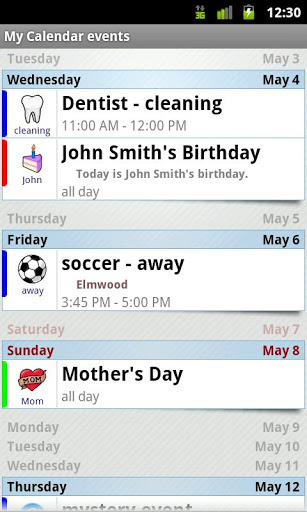 3G 12:30
My Calendar events
Tuesday May 3
Wednesday May 4
Dentist - cleaning
cleaning
11:00 AM - 12:00 PM
John Smith's Birthday
John
Today is John Smith's birthday.
all day
Thursday May 5
Friday May 6
soccer - away
away
Elmwood
3:45 PM - 5:00 PM
Saturday May 7
Sunday May 8
Mother's Day
MOM
Mom
all day
Monday May 9
Tuesday May 10
Wednesday May 11
Thursday May 12
mystery event